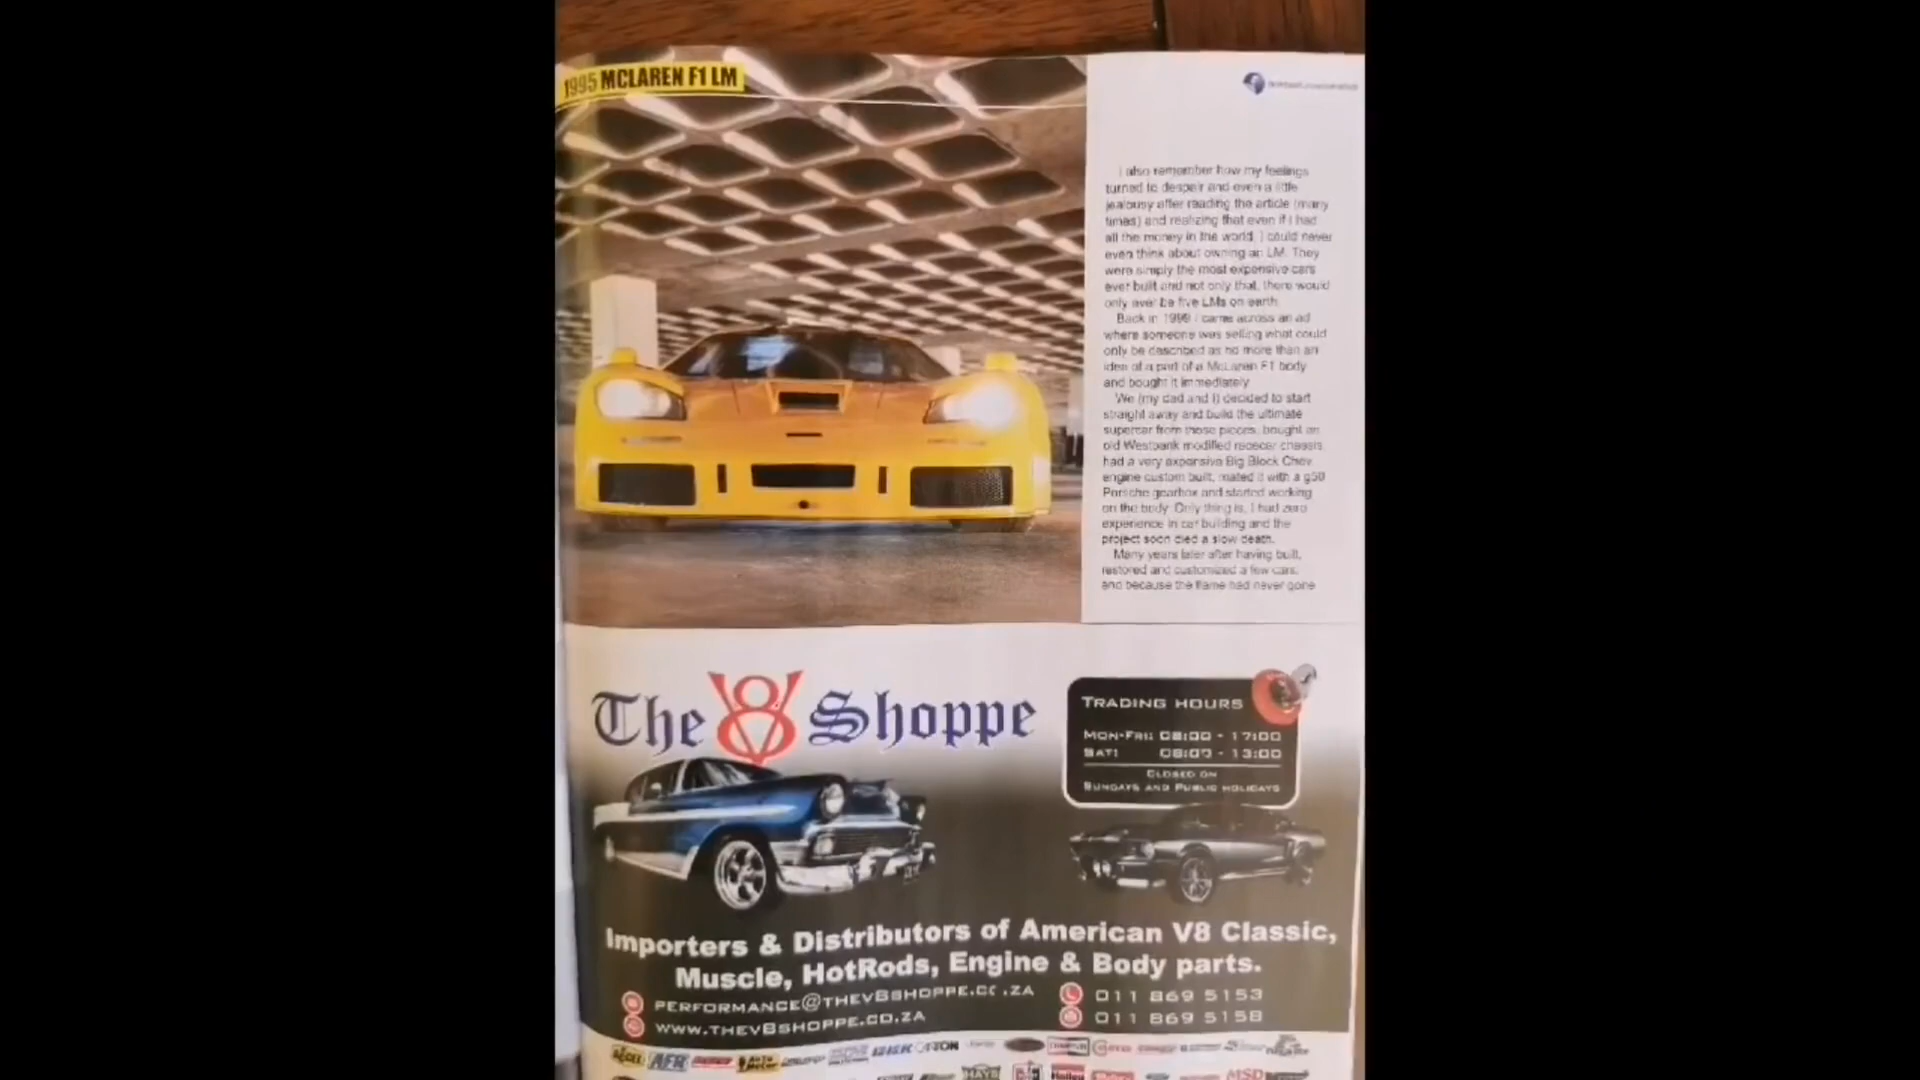 1995 MCLAREN F1 LM
I also remember how my feelings
turned to despair and even a little
jealousy after reading the article (many
times) and realizing that even if I had
all the money in the world, I could never
even think about owning an LM. They
were simply the most expensive cars
ever built and not only that, there would
only ever be five LMs on earth.
Back in 1999 I came across an ad
where someone was selling what could
only be described as no more than an
idea of a part of a McLaren F1 body
and bought it immediately.
We (my dad and I) decided to start
straight away and build the ultimate
supercar from those pieces, bought an
old Westbank modified racecar chassis
had a very expensive Big Block Chev
engine custom built, mated it with a g50
Porsche gearbox and started working
on the body. Only thing is, I had zero
experience in car building and the
project soon died a slow death.
Many years later after having built,
restored and customized a few cars,
and because the flame had never gone
The V8 Shoppe
TRADING HOURS
MON-FRI: 08:00 - 17:00
SAT: 08:00 - 13:00
CLOSED ON
SUNDAYS AND PUBLIC HOLIDAYS
Importers & Distributors of American V8 Classic,
Muscle, HotRods, Engine & Body parts.
PERFORMANCE@THEV8SHOPPE.CO.ZA 011 869 5153
WWW.THEV8SHOPPE.CO.ZA 011 869 5158
ACCEL AFR AUTO METER CHAMPION
HAYS Holley MSD